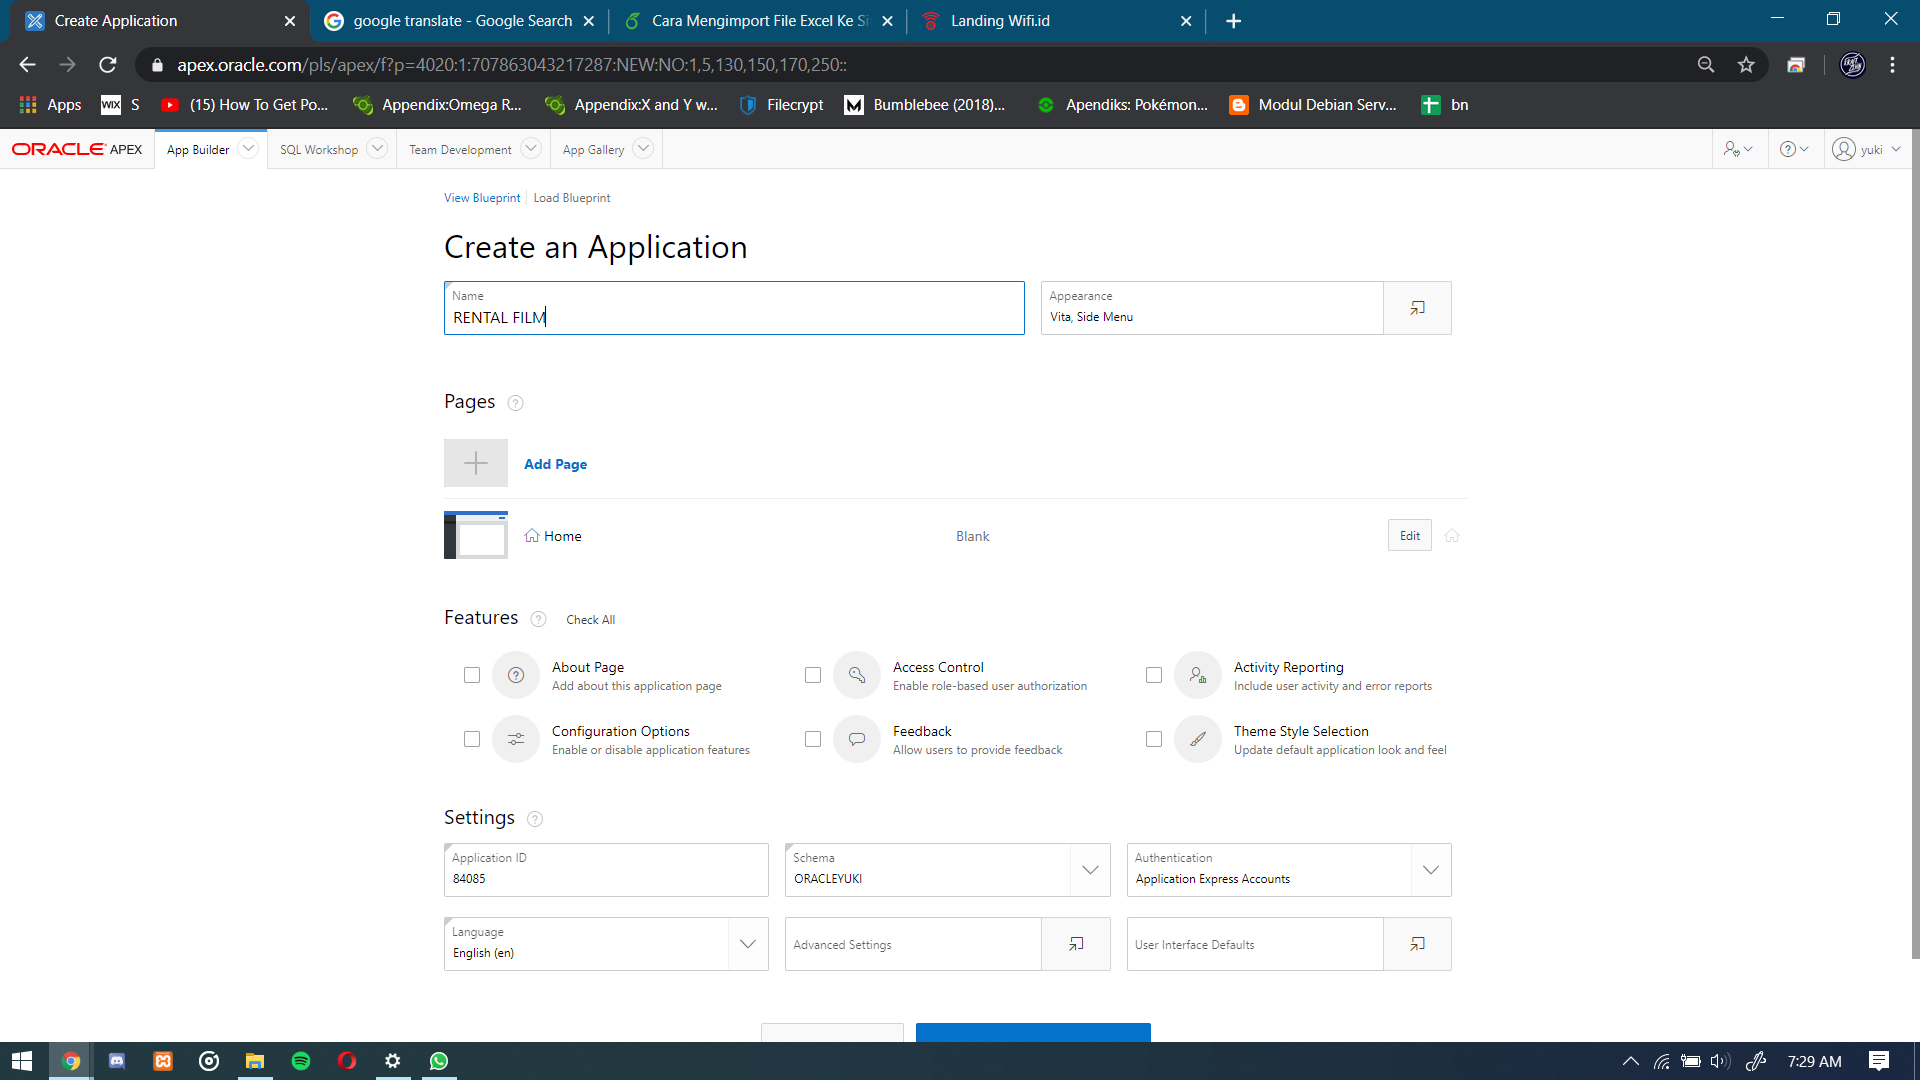 Create Application
google translate - Google Search
Cara Mengimport File Excel Ke Si
Landing Wifi.id
apex.oracle.com/pls/apex/f?p=4020:1:707863043217287:NEW:NO:1,5,130,150,170,250::
Apps
WIX S
(15) How To Get Po...
Appendix:Omega R...
Appendix:X and Y w...
Filecrypt
Bumblebee (2018)...
Apendiks: Pokémon...
Modul Debian Serv...
bn
ORACLE APEX
App Builder
SQL Workshop
Team Development
App Gallery
yuki
View Blueprint
Load Blueprint
Create an Application
Name
RENTAL FILM
Appearance
Vita, Side Menu
Pages
Add Page
Home
Blank
Edit
Features
Check All
About Page
Add about this application page
Access Control
Enable role-based user authorization
Activity Reporting
Include user activity and error reports
Configuration Options
Enable or disable application features
Feedback
Allow users to provide feedback
Theme Style Selection
Update default application look and feel
Settings
Application ID
84085
Schema
ORACLEYUKI
Authentication
Application Express Accounts
Language
English (en)
Advanced Settings
User Interface Defaults
7:29 AM